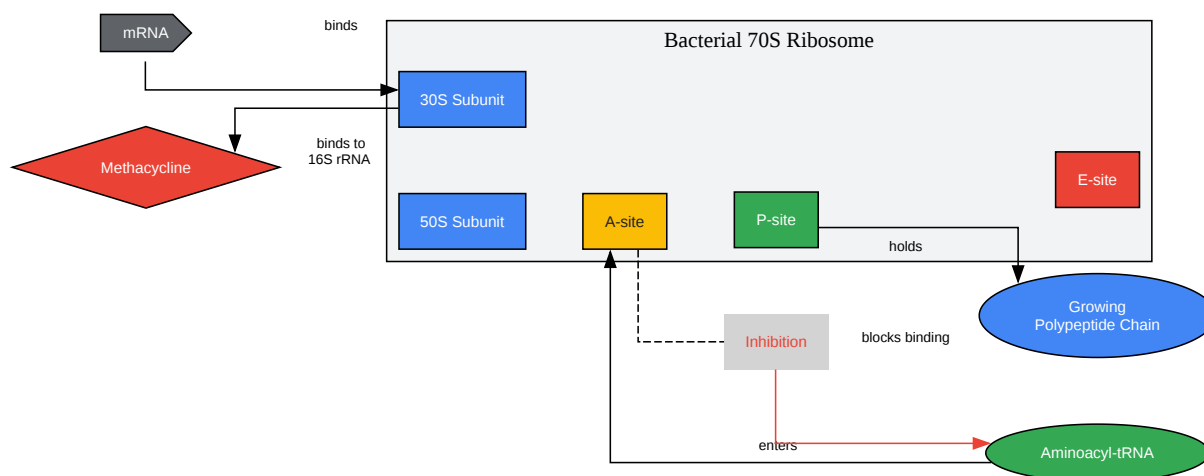 mRNA
binds
Bacterial 70S Ribosome
30S Subunit
binds to
16S rRNA
Methacycline
E-site
50S Subunit
A-site
P-site
holds
Growing
Polypeptide Chain
Inhibition
blocks binding
enters
Aminoacyl-tRNA